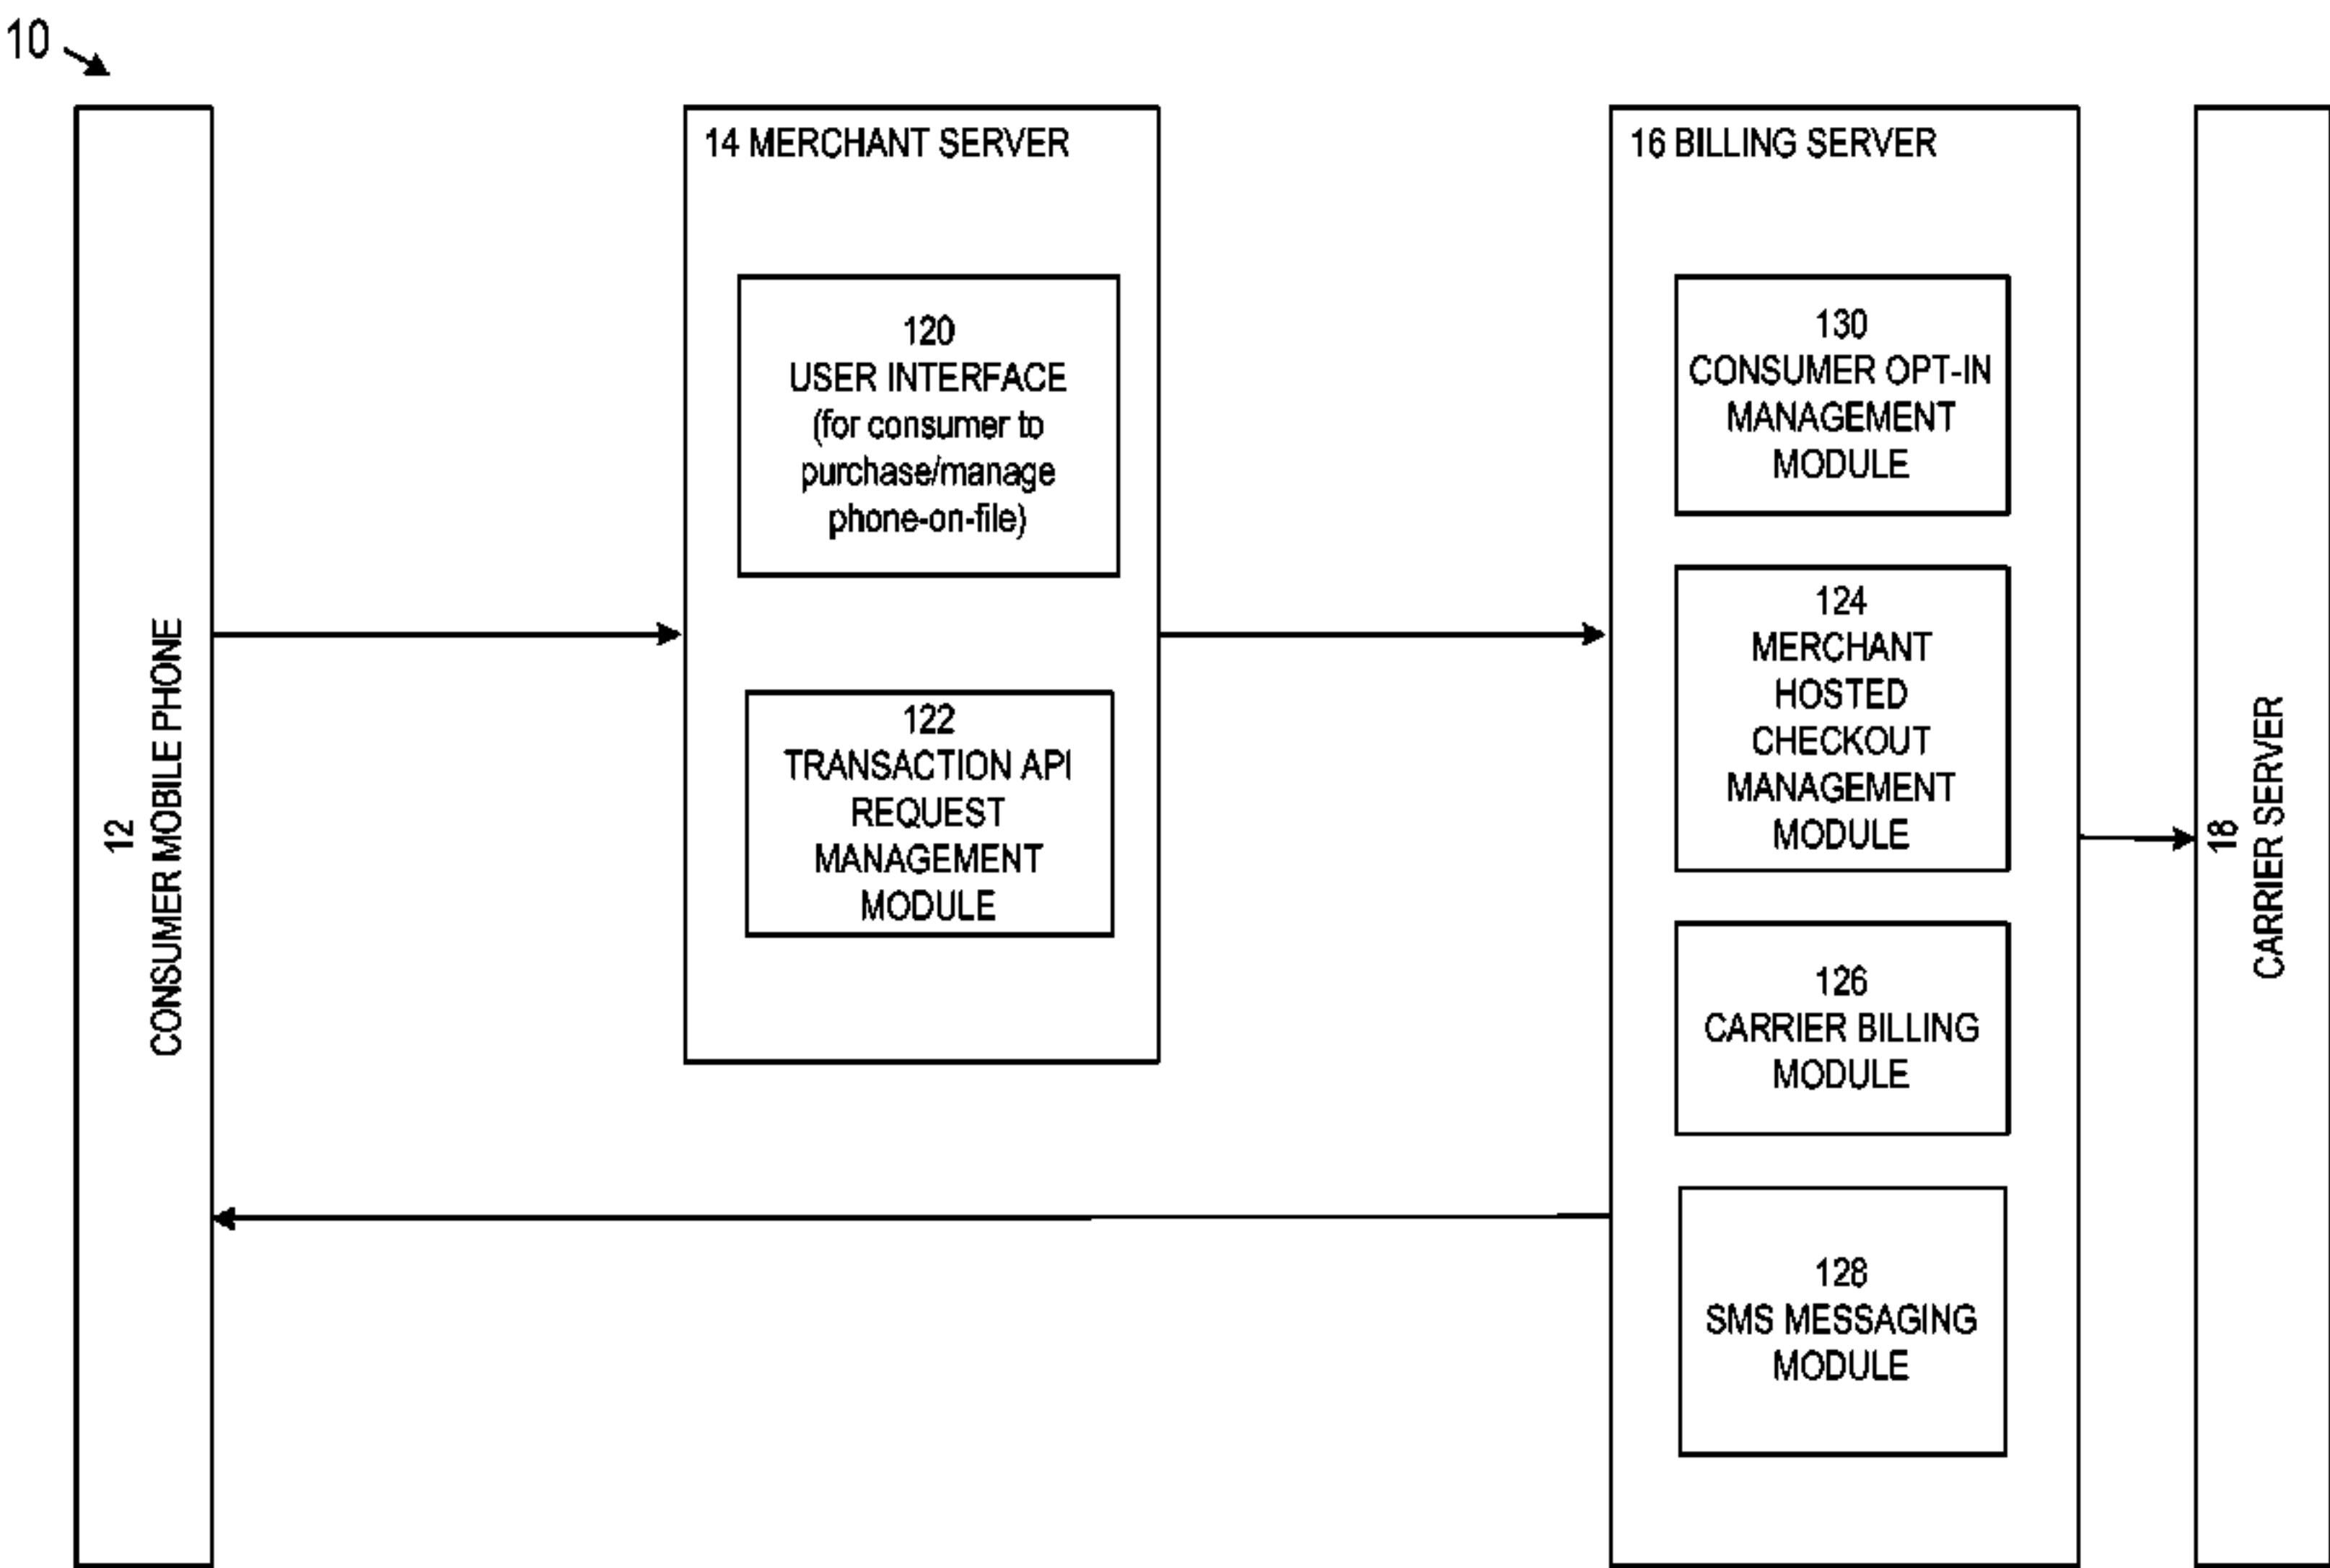 10
12
CONSUMER MOBILE PHONE
14 MERCHANT SERVER
120
USER INTERFACE
(for consumer to
purchase/manage
phone-on-file)
122
TRANSACTION API
REQUEST
MANAGEMENT
MODULE
16 BILLING SERVER
130
CONSUMER OPT-IN
MANAGEMENT
MODULE
124
MERCHANT
HOSTED
CHECKOUT
MANAGEMENT
MODULE
126
CARRIER BILLING
MODULE
128
SMS MESSAGING
MODULE
18
CARRIER SERVER